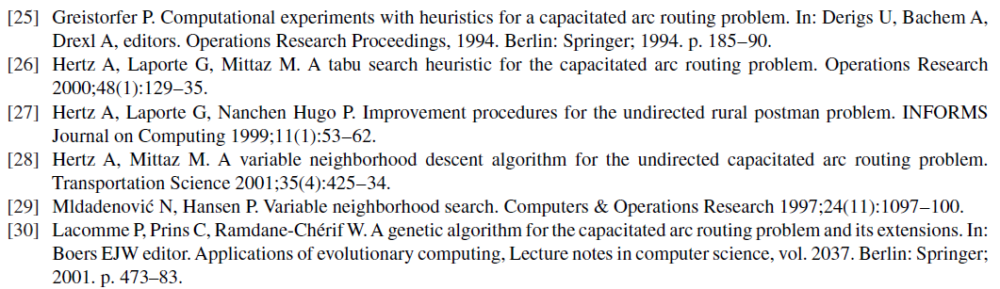 [25] Greistorfer P. Computational experiments with heuristics for a capacitated arc routing problem. In: Derigs U, Bachem A,
Drexl A, editors. Operations Research Proceedings, 1994. Berlin: Springer; 1994. p. 185–90.
[26] Hertz A, Laporte G, Mittaz M. A tabu search heuristic for the capacitated arc routing problem. Operations Research
2000;48(1):129–35.
[27] Hertz A, Laporte G, Nanchen Hugo P. Improvement procedures for the undirected rural postman problem. INFORMS
Journal on Computing 1999;11(1):53–62.
[28] Hertz A, Mittaz M. A variable neighborhood descent algorithm for the undirected capacitated arc routing problem.
Transportation Science 2001;35(4):425–34.
[29] Mldadenović N, Hansen P. Variable neighborhood search. Computers & Operations Research 1997;24(11):1097–100.
[30] Lacomme P, Prins C, Ramdane-Chérif W. A genetic algorithm for the capacitated arc routing problem and its extensions. In:
Boers EJW editor. Applications of evolutionary computing, Lecture notes in computer science, vol. 2037. Berlin: Springer;
2001. p. 473–83.